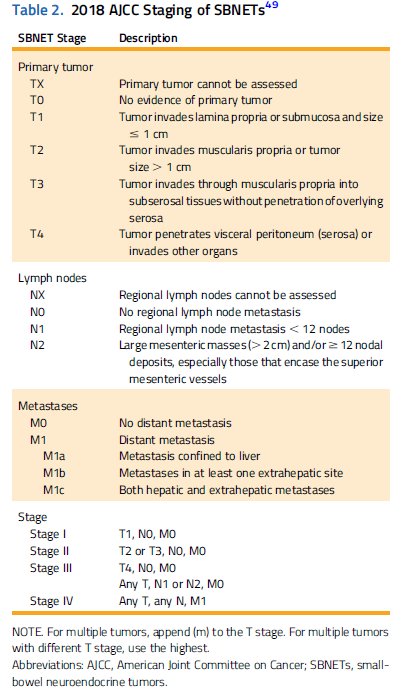 Table 2. 2018 AJCC Staging of SBNETs49
SBNET Stage Description
Primary tumor
TX Primary tumor cannot be assessed
T0 No evidence of primary tumor
T1 Tumor invades lamina propria or submucosa and size
≤ 1 cm
T2 Tumor invades muscularis propria or tumor
size > 1 cm
T3 Tumor invades through muscularis propria into
subserosal tissues without penetration of overlying
serosa
T4 Tumor penetrates visceral peritoneum (serosa) or
invades other organs
Lymph nodes
NX Regional lymph nodes cannot be assessed
N0 No regional lymph node metastasis
N1 Regional lymph node metastasis < 12 nodes
N2 Large mesenteric masses (> 2 cm) and/or ≥ 12 nodal
deposits, especially those that encase the superior
mesenteric vessels
Metastases
M0 No distant metastasis
M1 Distant metastasis
M1a Metastasis confined to liver
M1b Metastases in at least one extrahepatic site
M1c Both hepatic and extrahepatic metastases
Stage
Stage I T1, N0, M0
Stage II T2 or T3, N0, M0
Stage III T4, N0, M0
Any T, N1 or N2, M0
Stage IV Any T, any N, M1
NOTE. For multiple tumors, append (m) to the T stage. For multiple tumors
with different T stage, use the highest.
Abbreviations: AJCC, American Joint Committee on Cancer; SBNETs, small-
bowel neuroendocrine tumors.